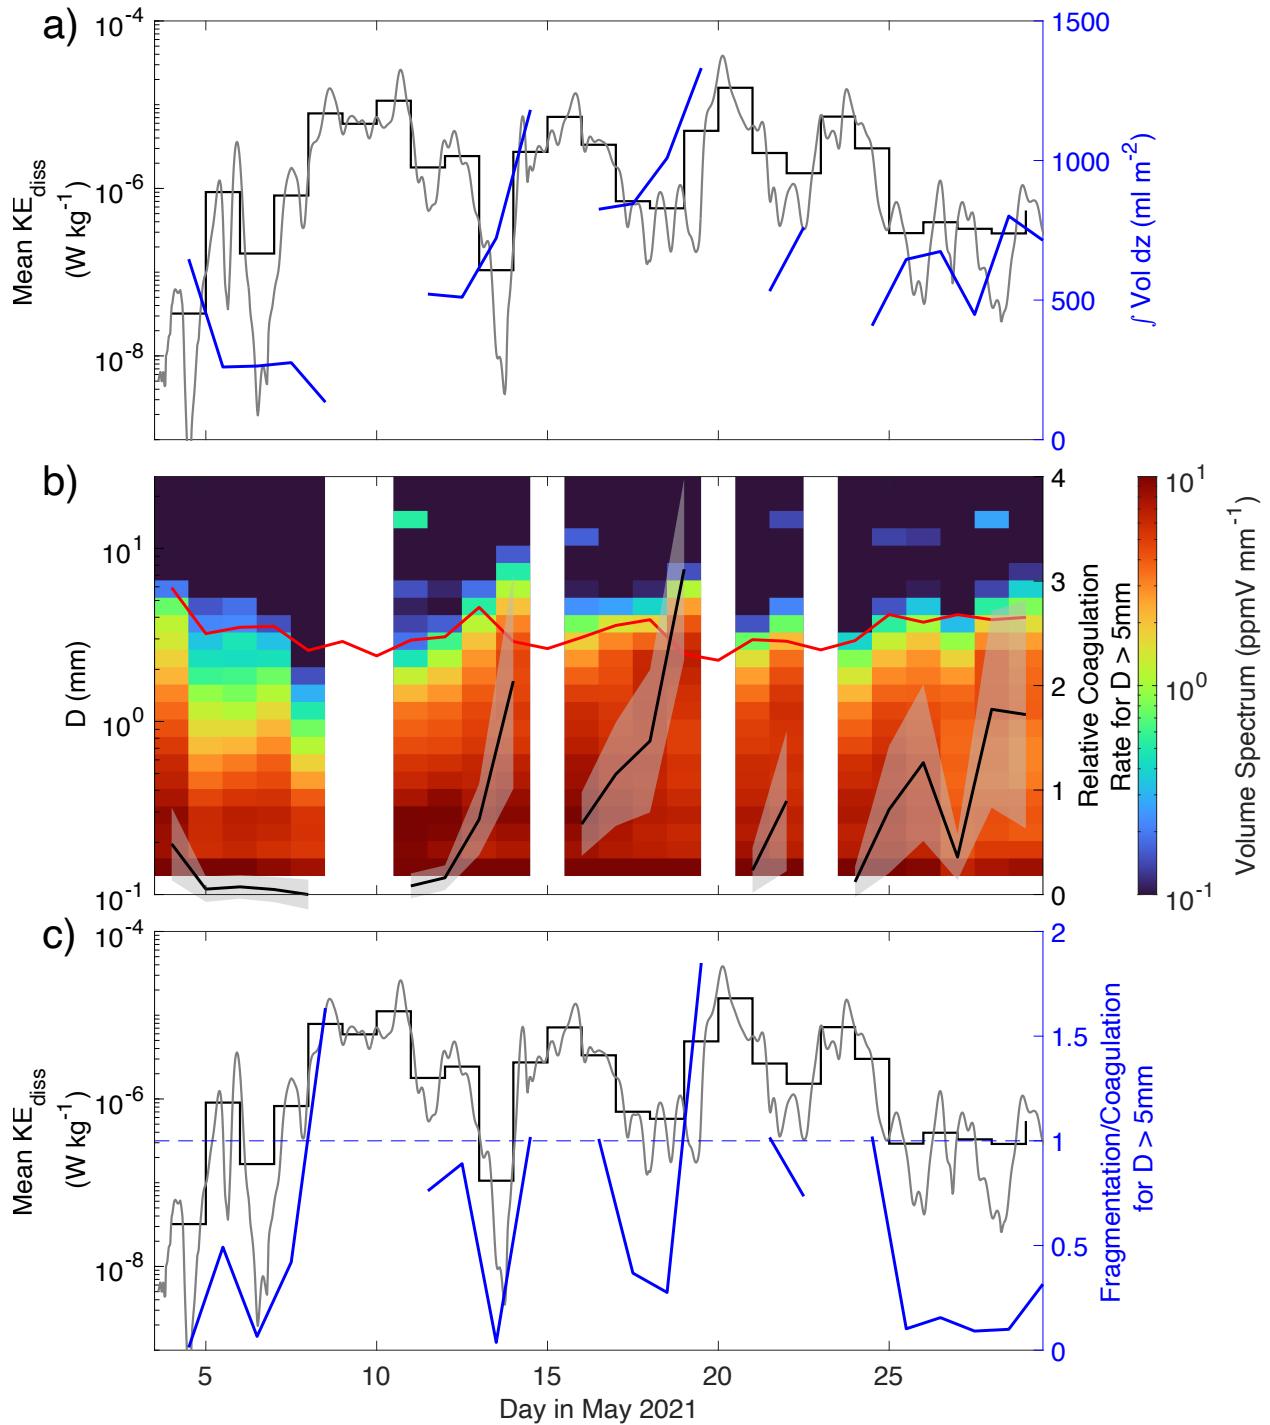 a)
10^-4
10^-6
10^-8
Mean KE_diss
(W kg^-1)
1500
1000
500
0
∫ Vol dz (ml m^-2)
b)
10^1
10^0
10^-1
D (mm)
4
3
2
1
0
Relative Coagulation
Rate for D > 5mm
10^1
10^0
10^-1
Volume Spectrum (ppmV mm^-1)
c)
10^-4
10^-6
10^-8
Mean KE_diss
(W kg^-1)
2
1.5
1
0.5
0
Fragmentation/Coagulation
for D > 5mm
5 10 15 20 25
Day in May 2021